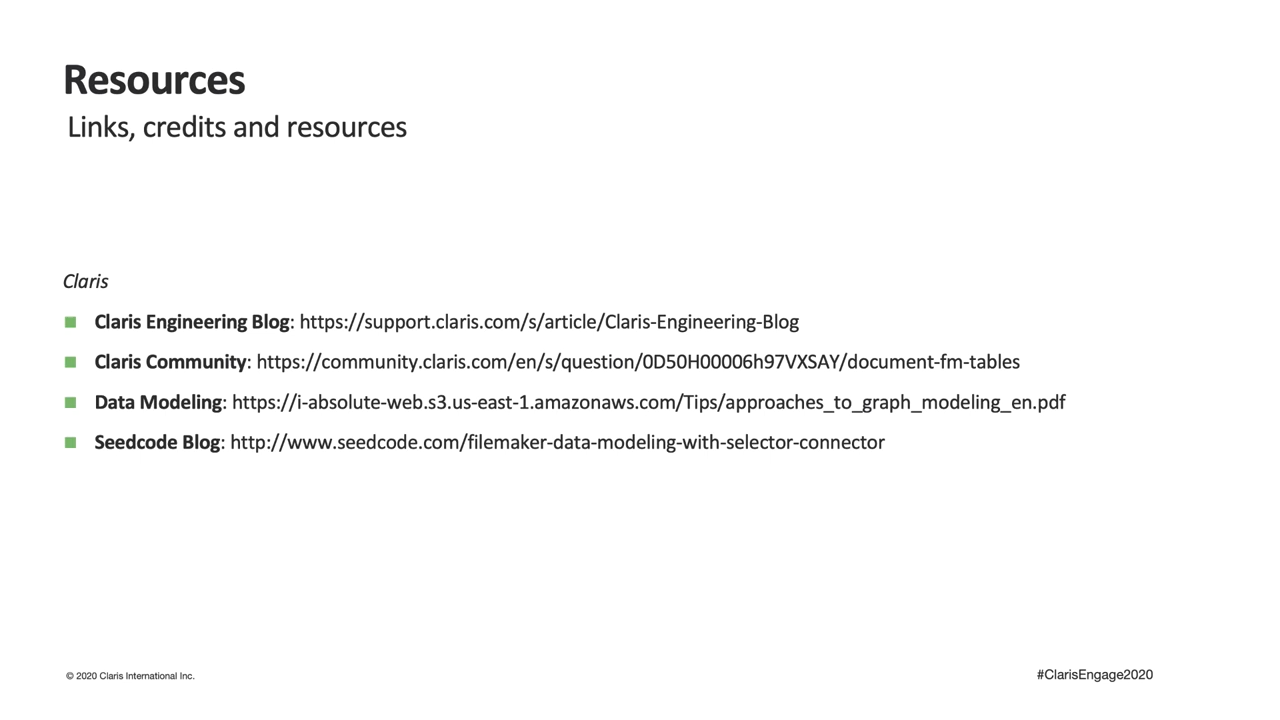 Resources
Links, credits and resources
Claris
Claris Engineering Blog: https://support.claris.com/s/article/Claris-Engineering-Blog
Claris Community: https://community.claris.com/en/s/question/0D50H00006h97VXSAY/document-fm-tables
Data Modeling: https://i-absolute-web.s3.us-east-1.amazonaws.com/Tips/approaches_to_graph_modeling_en.pdf
Seedcode Blog: http://www.seedcode.com/filemaker-data-modeling-with-selector-connector
© 2020 Claris International Inc.
#ClarisEngage2020